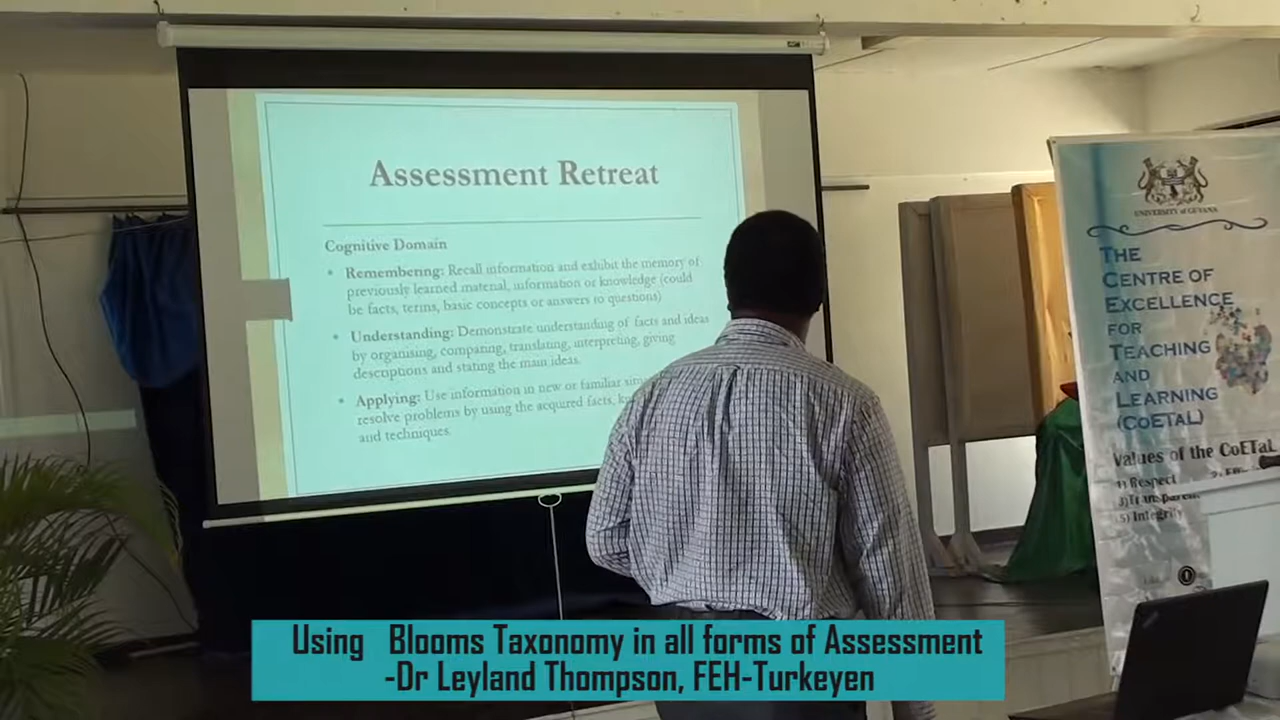 Assessment Retreat
Cognitive Domain
• Remembering: Recall information and exhibit the memory of
previously learned material, information or knowledge (could
be facts, terms, basic concepts or answers to questions)
• Understanding: Demonstrate understanding of facts and ideas
by organising, comparing, translating, interpreting, giving
descriptions and stating the main ideas.
• Applying: Use information in new or familiar
resolve problems by using the acquired facts,
and techniques.
UNIVERSITY of GUYANA
THE
CENTRE OF
EXCELLENCE
FOR
TEACHING
AND
LEARNING
(COETAL)
Values of the CoETaL
1) Respect
5) Integrity
Using Blooms Taxonomy in all forms of Assessment
-Dr Leyland Thompson, FEH-Turkeyen